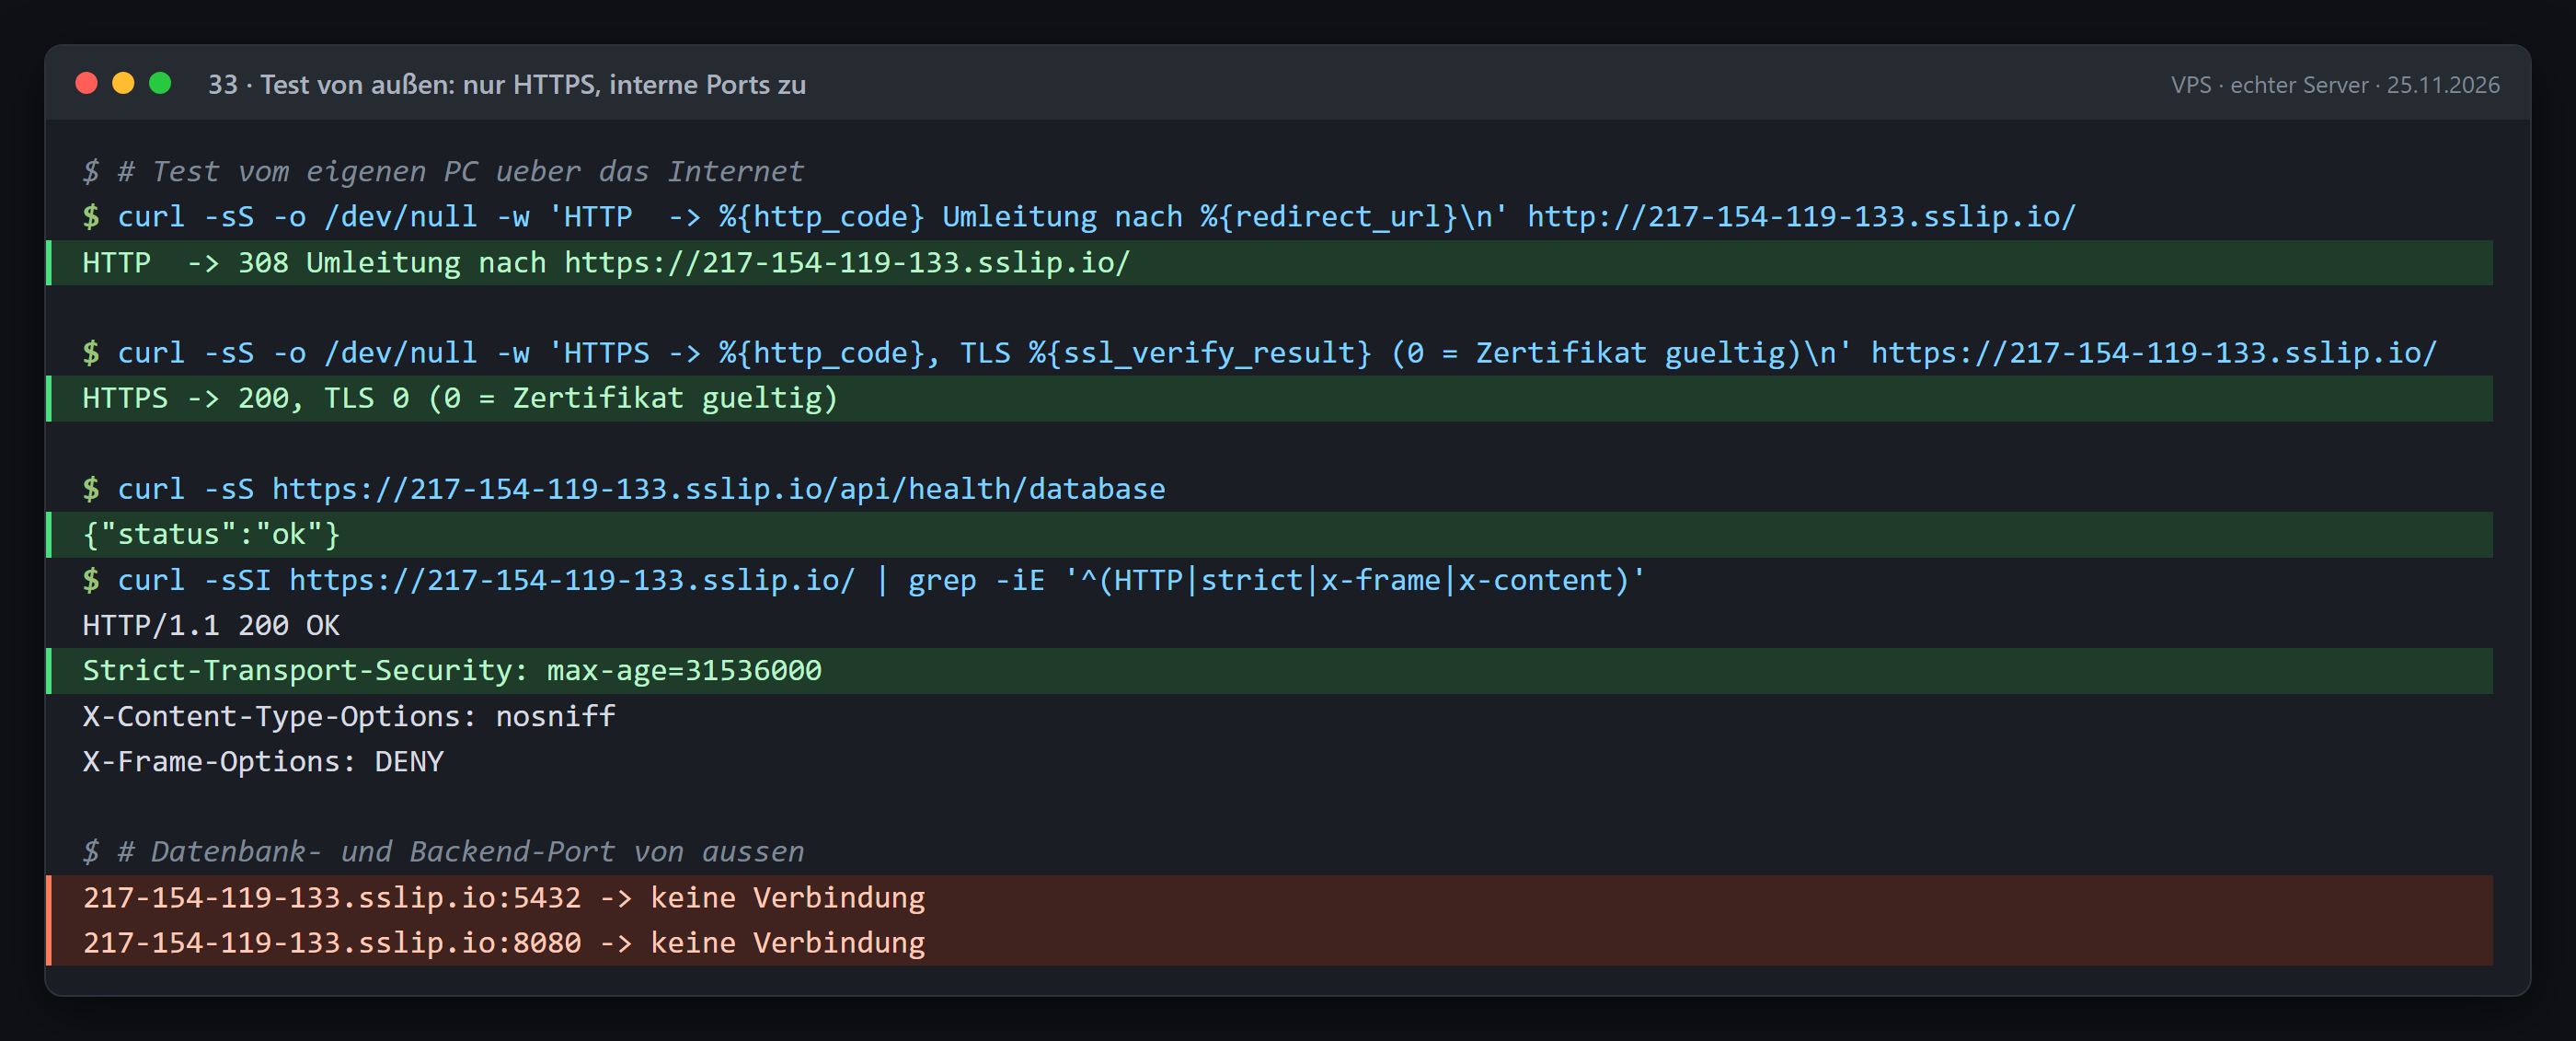 33 · Test von außen: nur HTTPS, interne Ports zu
VPS · echter Server · 25.11.2026
$ # Test vom eigenen PC ueber das Internet
$ curl -sS -o /dev/null -w 'HTTP  -> %{http_code} Umleitung nach %{redirect_url}\n' http://217-154-119-133.sslip.io/
HTTP  -> 308 Umleitung nach https://217-154-119-133.sslip.io/
$ curl -sS -o /dev/null -w 'HTTPS -> %{http_code}, TLS %{ssl_verify_result} (0 = Zertifikat gueltig)\n' https://217-154-119-133.sslip.io/
HTTPS -> 200, TLS 0 (0 = Zertifikat gueltig)
$ curl -sS https://217-154-119-133.sslip.io/api/health/database
{"status":"ok"}
$ curl -sSI https://217-154-119-133.sslip.io/ | grep -iE '^(HTTP|strict|x-frame|x-content)'
HTTP/1.1 200 OK
Strict-Transport-Security: max-age=31536000
X-Content-Type-Options: nosniff
X-Frame-Options: DENY
$ # Datenbank- und Backend-Port von aussen
217-154-119-133.sslip.io:5432 -> keine Verbindung
217-154-119-133.sslip.io:8080 -> keine Verbindung